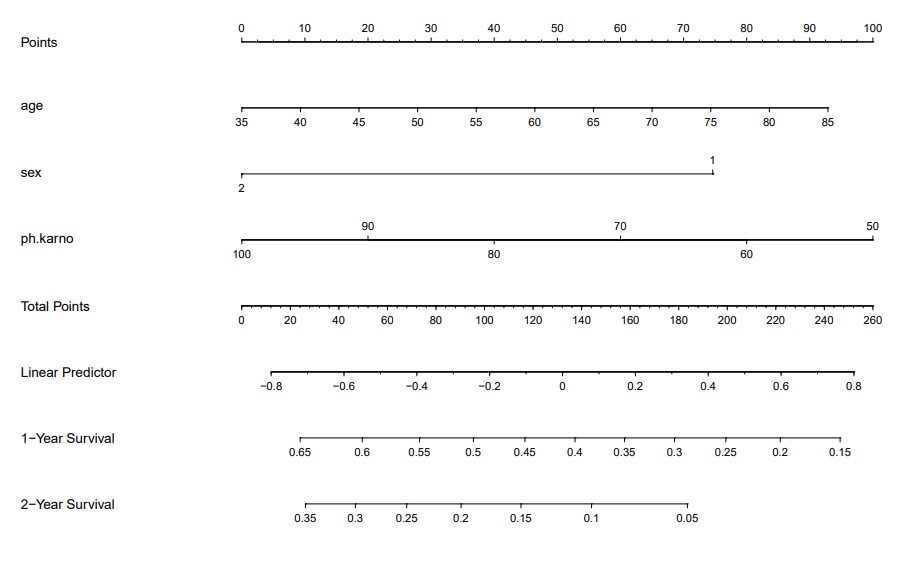 0 10 20 30 40 50 60 70 80 90 100
Points
age
35 40 45 50 55 60 65 70 75 80 85
1
sex
2
90 70 50
ph.karno
100 80 60
Total Points
0 20 40 60 80 100 120 140 160 180 200 220 240 260
Linear Predictor
−0.8 −0.6 −0.4 −0.2 0 0.2 0.4 0.6 0.8
1−Year Survival
0.65 0.6 0.55 0.5 0.45 0.4 0.35 0.3 0.25 0.2 0.15
2−Year Survival
0.35 0.3 0.25 0.2 0.15 0.1 0.05